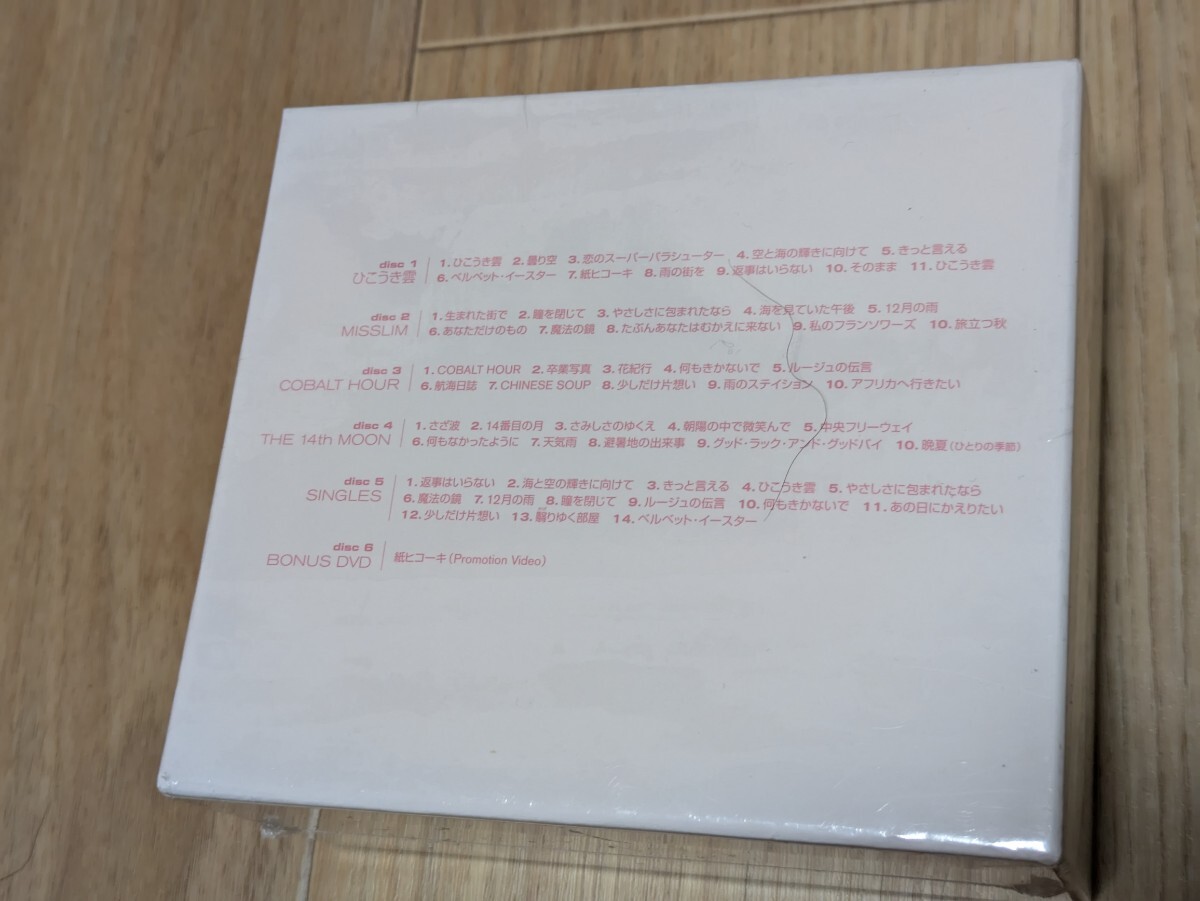 disc 1
ひこうき雲
1. ひこうき雲 2. 曇り空 3. 恋のスーパーパラシューター 4. 空と海の輝きに向けて 5. きっと言える
6. ベルベット・イースター 7. 紙ヒコーキ 8. 雨の街を 9. 返事はいらない 10. そのまま 11. ひこうき雲
disc 2
MISSLIM
1. 生まれた街で 2. 瞳を閉じて 3. やさしさに包まれたなら 4. 海を見ていた午後 5. 12月の雨
6. あなただけのもの 7. 魔法の鏡 8. たぶんあなたはむかえに来ない 9. 私のフランソワーズ 10. 旅立つ秋
disc 3
COBALT HOUR
1. COBALT HOUR 2. 卒業写真 3. 花紀行 4. 何もきかないで 5. ルージュの伝言
6. 航海日誌 7. CHINESE SOUP 8. 少しだけ片想い 9. 雨のステイション 10. アフリカへ行きたい
disc 4
THE 14th MOON
1. さざ波 2. 14番目の月 3. さみしさのゆくえ 4. 朝陽の中で微笑んで 5. 中央フリーウェイ
6. 何もなかったように 7. 天気雨 8. 避暑地の出来事 9. グッド・ラック・アンド・グッドバイ 10. 晩夏(ひとりの季節)
disc 5
SINGLES
1. 返事はいらない 2. 海と空の輝きに向けて 3. きっと言える 4. ひこうき雲 5. やさしさに包まれたなら
6. 魔法の鏡 7. 12月の雨 8. 瞳を閉じて 9. ルージュの伝言 10. 何もきかないで 11. あの日にかえりたい
12. 少しだけ片想い 13. 翳りゆく部屋 14. ベルベット・イースター
disc 6
BONUS DVD
紙ヒコーキ(Promotion Video)